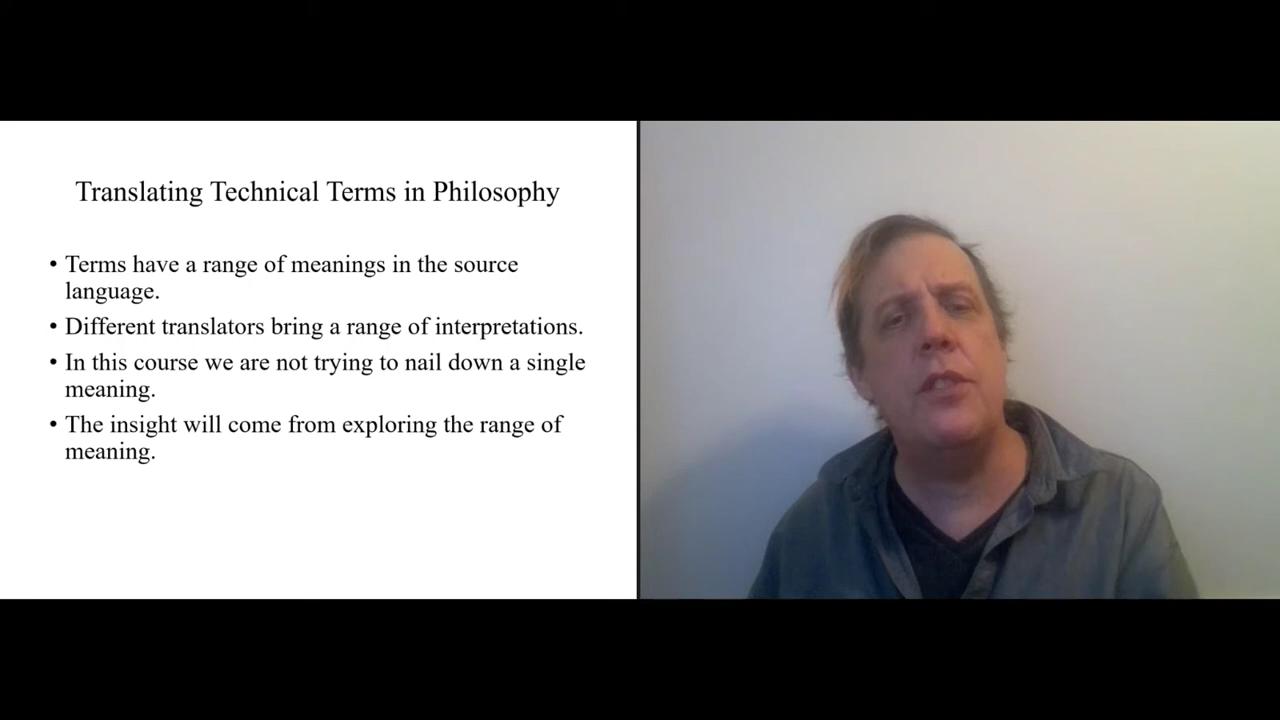 Translating Technical Terms in Philosophy
• Terms have a range of meanings in the source
language.
• Different translators bring a range of interpretations.
• In this course we are not trying to nail down a single
meaning.
• The insight will come from exploring the range of
meaning.